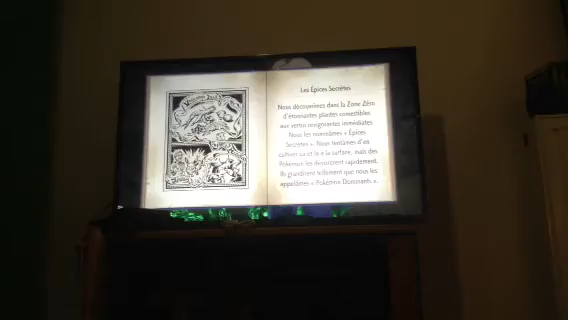 Les Épices Secrètes
Nous découvrîmes dans la Zone Zéro
d'étonnantes plantes comestibles
aux vertus revigorantes immédiates.
Nous les nommâmes « Épices
Secrètes ». Nous tentâmes d'en
cultiver çà et là à la surface, mais des
Pokémon les dévorèrent rapidement.
Ils grandirent tellement que nous les
appelâmes « Pokémon Dominants ».